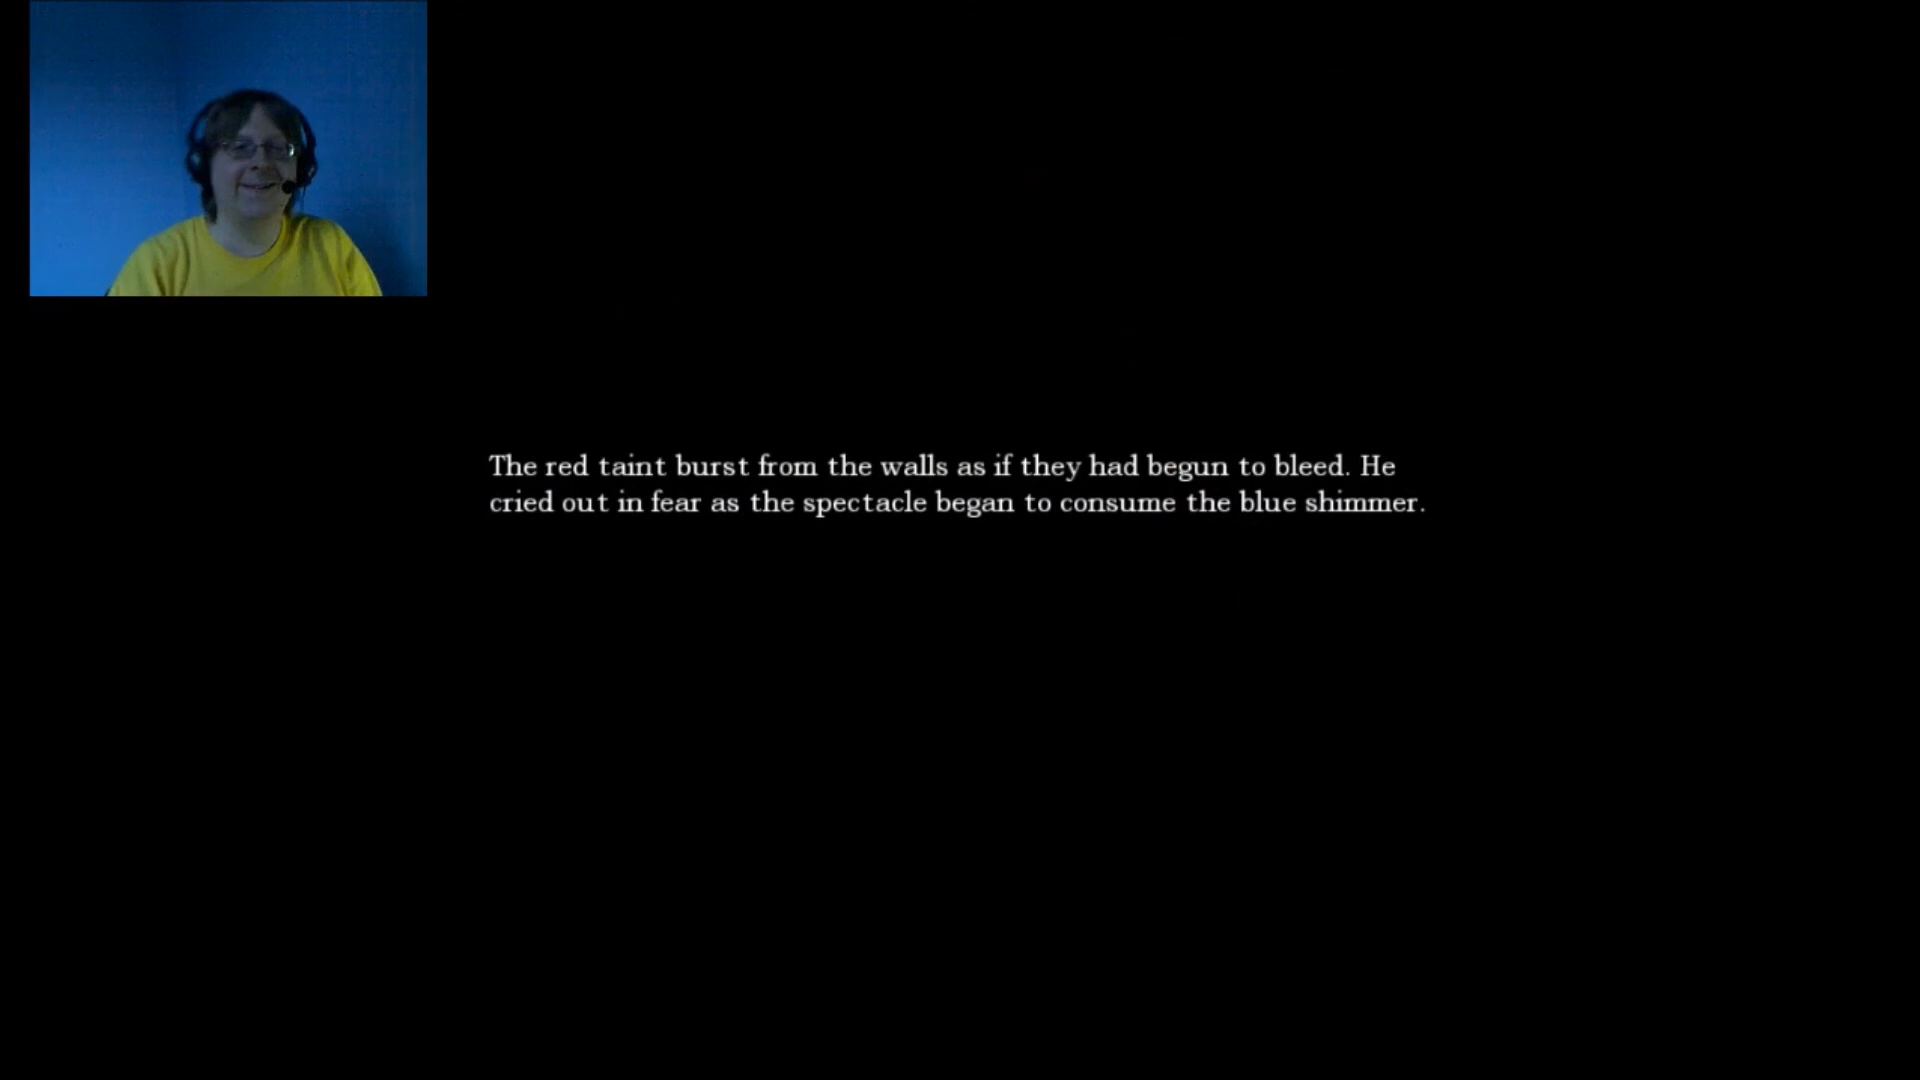 The red taint burst from the walls as if they had begun to bleed. He
cried out in fear as the spectacle began to consume the blue shimmer.